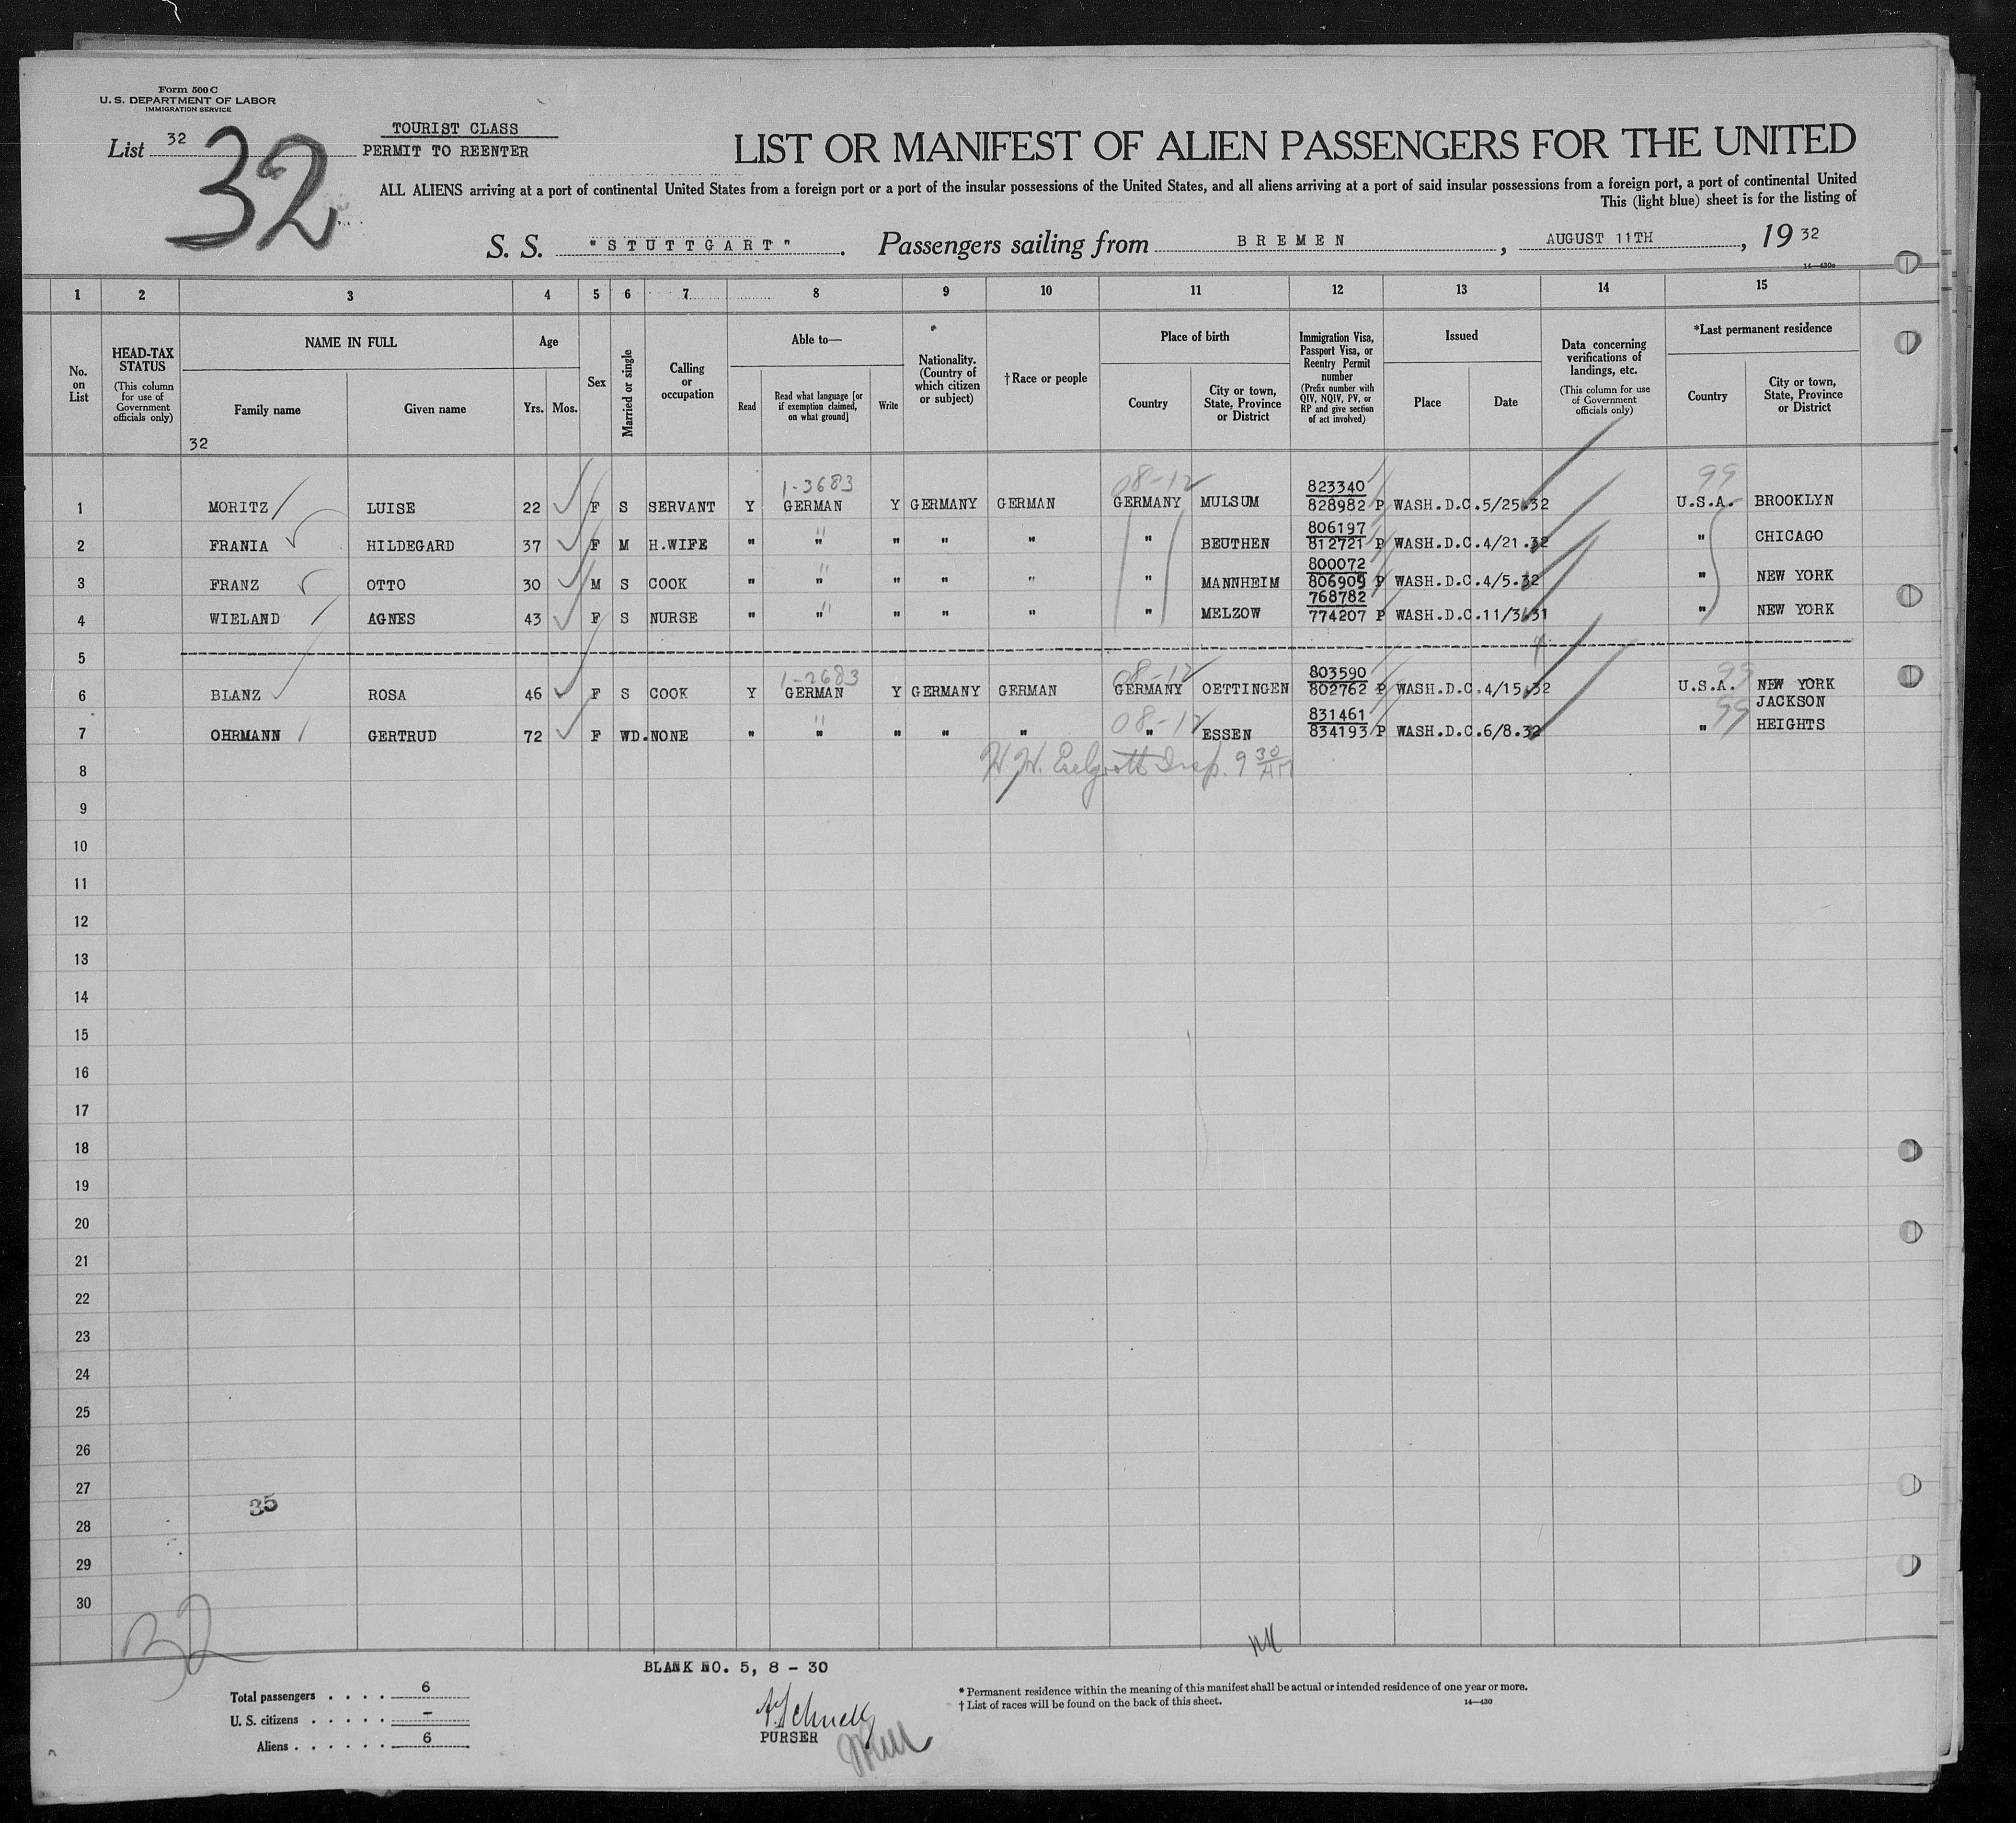 Form 500 C
U. S. DEPARTMENT OF LABOR
IMMIGRATION SERVICE
List 32
32
TOURIST CLASS
PERMIT TO REENTER
LIST OR MANIFEST OF ALIEN PASSENGERS FOR THE UNITED
ALL ALIENS arriving at a port of continental United States from a foreign port or a port of the insular possessions of the United States, and all aliens arriving at a port of said insular possessions from a foreign port, a port of continental United
This (light blue) sheet is for the listing of
S. S. "STUTTGART". Passengers sailing from BREMEN, AUGUST 11TH, 19 32
14—430c
1 2 3 4 5 6 7 8 9 10 11 12 13 14 15
No. on List
HEAD-TAX STATUS (This column for use of Government officials only)
NAME IN FULL
Family name
Given name
Age
Yrs. Mos.
Sex
Married or single
Calling or occupation
Able to—
Read
Read what language [or if exemption claimed, on what ground]
Write
Nationality. (Country of which citizen or subject)
† Race or people
Place of birth
Country
City or town, State, Province or District
Immigration Visa, Passport Visa, or Reentry Permit number (Prefix number with QIV, NQIV, PV, or RP and give section of act involved)
Issued
Place
Date
Data concerning verifications of landings, etc. (This column for use of Government officials only)
*Last permanent residence
Country
City or town, State, Province or District
32
1-3683 08-12 823340 99
1 MORITZ LUISE 22 F S SERVANT Y GERMAN Y GERMANY GERMAN GERMANY MULSUM 828982 P WASH.D.C. 5/25.32 U.S.A. BROOKLYN
806197
2 FRANIA HILDEGARD 37 F M H.WIFE " " " " " " BEUTHEN 812721 P WASH.D.C. 4/21.32 " CHICAGO
800072
3 FRANZ OTTO 30 M S COOK " " " " " " MANNHEIM 806909 P WASH.D.C. 4/5.32 " NEW YORK
768782
4 WIELAND AGNES 43 F S NURSE " " " " " " MELZOW 774207 P WASH.D.C. 11/3.31 " NEW YORK
5
1-2683 08-12 803590 99
6 BLANZ ROSA 46 F S COOK Y GERMAN Y GERMANY GERMAN GERMANY OETTINGEN 802762 P WASH.D.C. 4/15.32 U.S.A. NEW YORK
08-12 831461 99 JACKSON
7 OHRMANN GERTRUD 72 F WD. NONE " " " " " " ESSEN 834193 P WASH.D.C. 6/8.32 " HEIGHTS
8
Insp. 9 30 AM
9
10
11
12
13
14
15
16
17
18
19
20
21
22
23
24
25
26
27
35
28
29
30
32
BLANK NO. 5, 8 - 30
Total passengers . . . . 6
U. S. citizens . . . . . -
Aliens . . . . . . 6
PURSER
* Permanent residence within the meaning of this manifest shall be actual or intended residence of one year or more.
† List of races will be found on the back of this sheet.
14—430